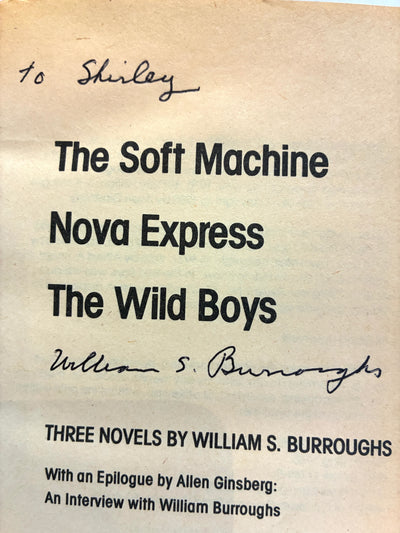 to Shirley
The Soft Machine
Nova Express
The Wild Boys
William S. Burroughs
THREE NOVELS BY WILLIAM S. BURROUGHS
With an Epilogue by Allen Ginsberg:
An Interview with William Burroughs